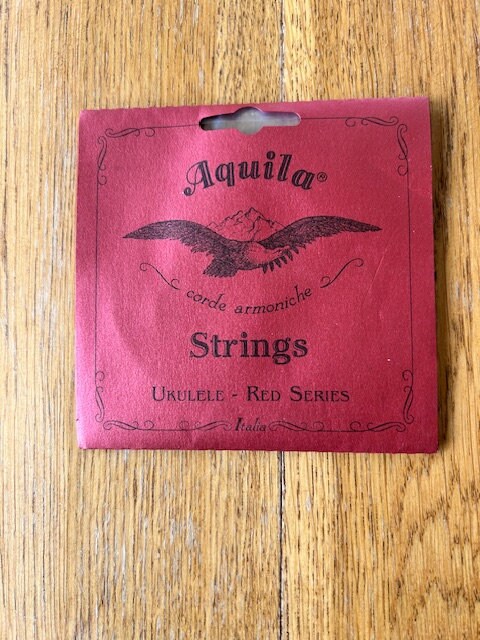 Aquila®
corde armoniche
Strings
UKULELE - RED SERIES
Italia